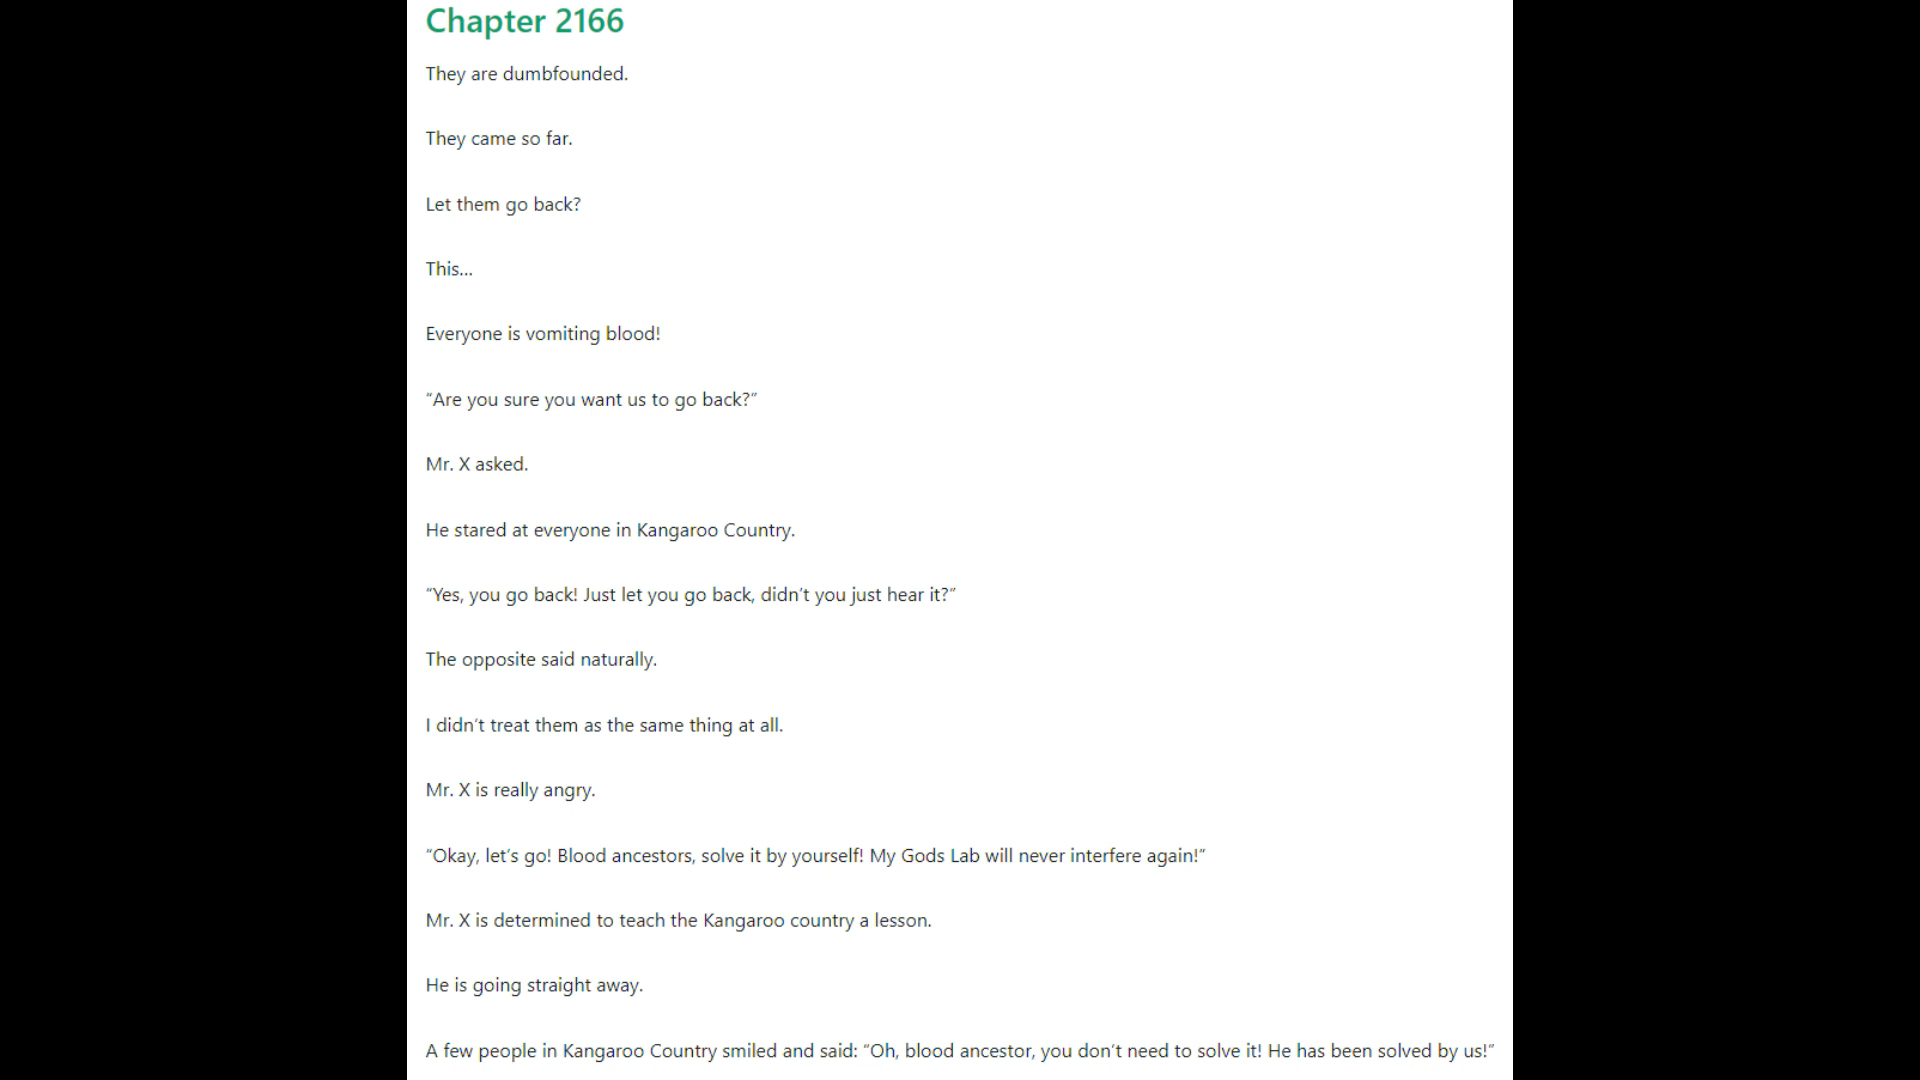 Chapter 2166
They are dumbfounded.
They came so far.
Let them go back?
This...
Everyone is vomiting blood!
“Are you sure you want us to go back?”
Mr. X asked.
He stared at everyone in Kangaroo Country.
“Yes, you go back! Just let you go back, didn’t you just hear it?”
The opposite said naturally.
I didn’t treat them as the same thing at all.
Mr. X is really angry.
“Okay, let’s go! Blood ancestors, solve it by yourself! My Gods Lab will never interfere again!”
Mr. X is determined to teach the Kangaroo country a lesson.
He is going straight away.
A few people in Kangaroo Country smiled and said: “Oh, blood ancestor, you don’t need to solve it! He has been solved by us!”